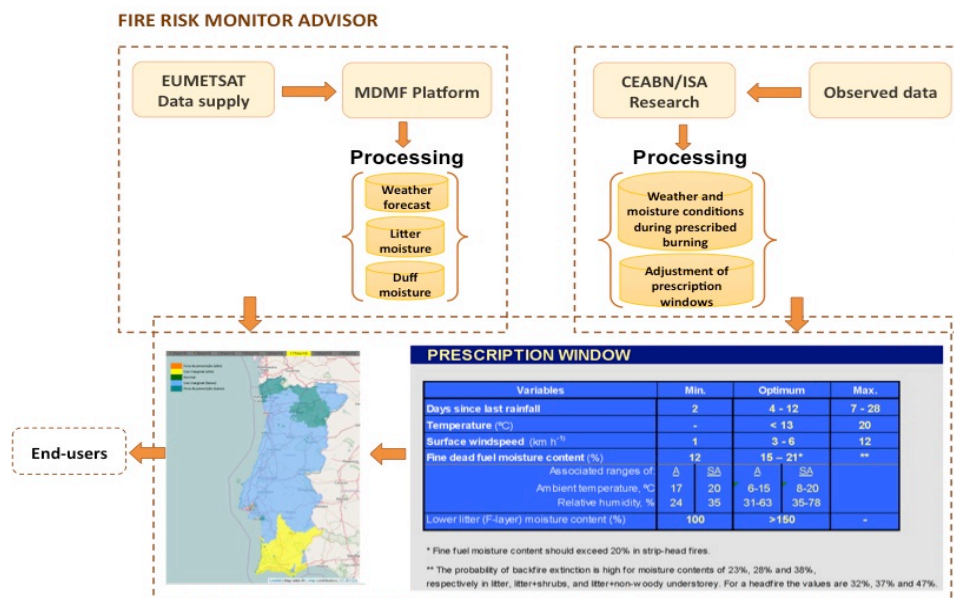 FIRE RISK MONITOR ADVISOR
EUMETSAT
Data supply
MDMF Platform
Processing
Weather
forecast
Litter
moisture
Duff
moisture
CEABN/ISA
Research
Observed data
Processing
Weather and
moisture conditions
during prescribed
burning
Adjustment of
prescription
windows
End-users
PRESCRIPTION WINDOW
Variables Min. Optimum Max.
Days since last rainfall 2 4 - 12 7 - 28
Temperature (ºC) - < 13 20
Surface windspeed (km h⁻¹) 1 3 - 6 12
Fine dead fuel moisture content (%) 12 15 – 21* **
Associated ranges of: A SA A SA
Ambient temperature, ºC 17 20 6-15 8-20
Relative humidity, % 24 35 31-63 35-78
Lower litter (F-layer) moisture content (%) 100 >150 -
* Fine fuel moisture content should exceed 20% in strip-head fires.
** The probability of backfire extinction is high for moisture contents of 23%, 28% and 38%,
respectively in litter, litter+shrubs, and litter+non-woody understorey. For a headfire the values are 32%, 37% and 47%.